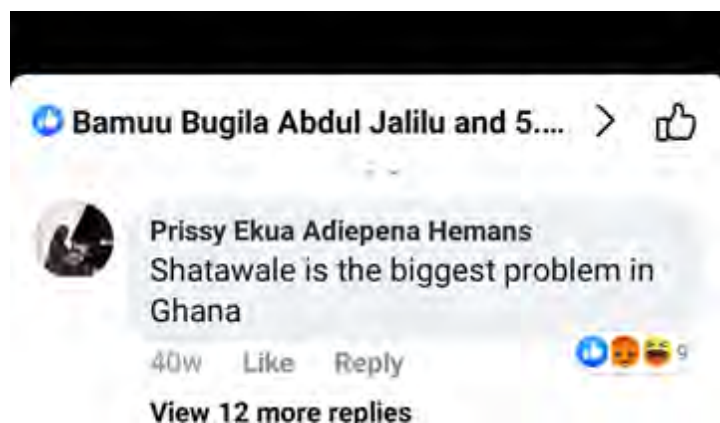 Bamuu Bugila Abdul Jalilu and 5....
Prissy Ekua Adiepena Hemans
Shatawale is the biggest problem in
Ghana
40w Like Reply 9
View 12 more replies